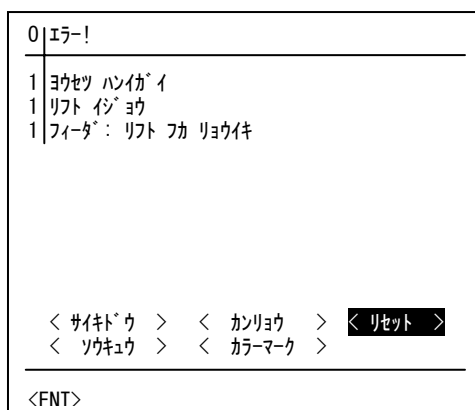 0 ｴﾗｰ!
1 ﾖｳｾﾂ ﾊﾝｲｶﾞｲ
1 ﾘﾌﾄ ｲｼﾞｮｳ
1 ﾌｨｰﾀﾞ: ﾘﾌﾄ ﾌｶ ﾘｮｳｲｷ
< ｻｲｷﾄﾞｳ > < ｶﾝﾘｮｳ > < ﾘｾｯﾄ >
< ｿｳｷｭｳ > < ｶﾗｰﾏｰｸ >
<ENT>